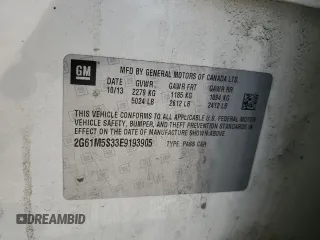 GM
MFD BY GENERAL MOTORS OF CANADA LTD.
GVWR GAWR FRT GAWR RR
10/13 2279 KG 1185 KG 1094 KG
5024 LB 2612 LB 2412 LB
THIS VEHICLE CONFORMS TO ALL APPLICABLE U.S. FEDERAL MOTOR
VEHICLE SAFETY, BUMPER, AND THEFT PREVENTION STANDARDS IN
EFFECT ON THE DATE OF MANUFACTURE SHOWN ABOVE.
2G61M5S33E9193905 TYPE: PASS CAR
DREAMBID